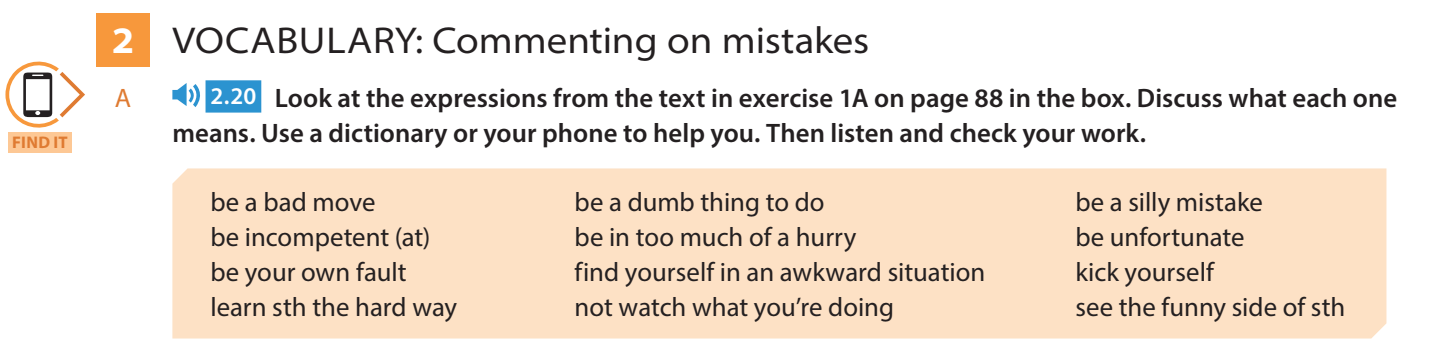 2 VOCABULARY: Commenting on mistakes
FIND IT
A 2.20 Look at the expressions from the text in exercise 1A on page 88 in the box. Discuss what each one
means. Use a dictionary or your phone to help you. Then listen and check your work.
be a bad move be a dumb thing to do be a silly mistake
be incompetent (at) be in too much of a hurry be unfortunate
be your own fault find yourself in an awkward situation kick yourself
learn sth the hard way not watch what you're doing see the funny side of sth